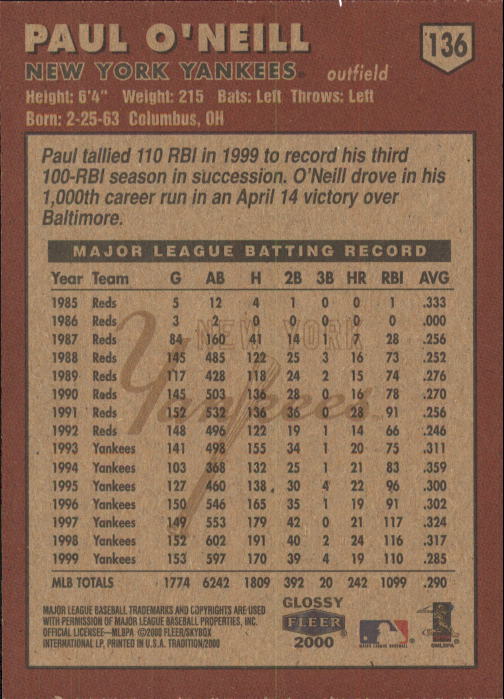 PAUL O'NEILL
136
NEW YORK YANKEES® outfield
Height: 6'4" Weight: 215 Bats: Left Throws: Left
Born: 2-25-63 Columbus, OH
Paul tallied 110 RBI in 1999 to record his third
100-RBI season in succession. O'Neill drove in his
1,000th career run in an April 14 victory over
Baltimore.
MAJOR LEAGUE BATTING RECORD
Year Team G AB H 2B 3B HR RBI AVG
1985 Reds 5 12 4 1 0 0 1 .333
1986 Reds 3 2 0 0 0 0 0 .000
1987 Reds 84 160 41 14 1 7 28 .256
1988 Reds 145 485 122 25 3 16 73 .252
1989 Reds 117 428 118 24 2 15 74 .276
1990 Reds 145 503 136 28 0 16 78 .270
1991 Reds 152 532 136 36 0 28 91 .256
1992 Reds 148 496 122 19 1 14 66 .246
1993 Yankees 141 498 155 34 1 20 75 .311
1994 Yankees 103 368 132 25 1 21 83 .359
1995 Yankees 127 460 138 30 4 22 96 .300
1996 Yankees 150 546 165 35 1 19 91 .302
1997 Yankees 149 553 179 42 0 21 117 .324
1998 Yankees 152 602 191 40 2 24 116 .317
1999 Yankees 153 597 170 39 4 19 110 .285
MLB TOTALS 1774 6242 1809 392 20 242 1099 .290
NEW YORK
Yankees
MAJOR LEAGUE BASEBALL TRADEMARKS AND COPYRIGHTS ARE USED
WITH PERMISSION OF MAJOR LEAGUE BASEBALL PROPERTIES, INC.
OFFICIAL LICENSEE—MLBPA ©2000 FLEER/SKYBOX
INTERNATIONAL LP, PRINTED IN U.S.A. TRADITION/2000
GLOSSY
FLEER
2000
MAJOR LEAGUE BASEBALL
©MLBPA